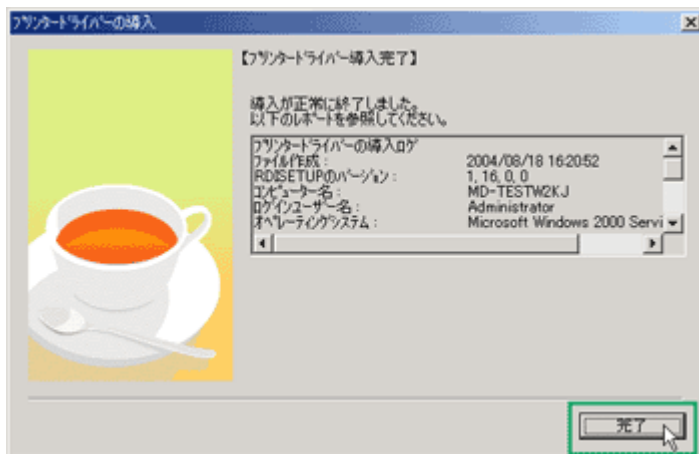 プリンタードライバーの導入
【プリンタードライバー導入完了】
導入が正常に終了しました。
以下のレポートを参照してください。
プリンタードライバーの導入ログ
ファイル作成 : 2004/08/18 16:20:52
RDISETUPのバージョン : 1, 16, 0, 0
コンピューター名 : MD-TESTW2KJ
ログインユーザー名 : Administrator
オペレーティングシステム : Microsoft Windows 2000 Servi
完了